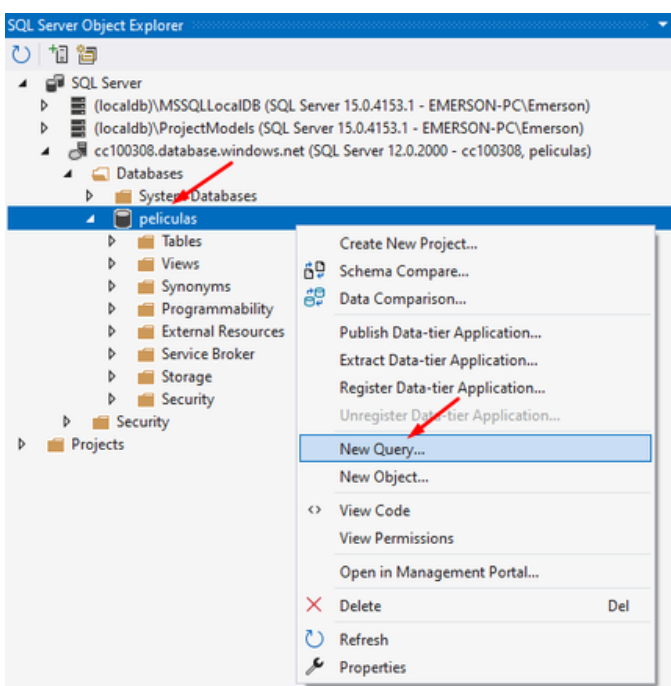 SQL Server Object Explorer
SQL Server
(localdb)\MSSQLLocalDB (SQL Server 15.0.4153.1 - EMERSON-PC\Emerson)
(localdb)\ProjectModels (SQL Server 15.0.4153.1 - EMERSON-PC\Emerson)
cc100308.database.windows.net (SQL Server 12.0.2000 - cc100308, peliculas)
Databases
System Databases
peliculas
Tables
Views
Synonyms
Programmability
External Resources
Service Broker
Storage
Security
Security
Projects
Create New Project...
Schema Compare...
Data Comparison...
Publish Data-tier Application...
Extract Data-tier Application...
Register Data-tier Application...
Unregister Data-tier Application...
New Query...
New Object...
View Code
View Permissions
Open in Management Portal...
Delete Del
Refresh
Properties